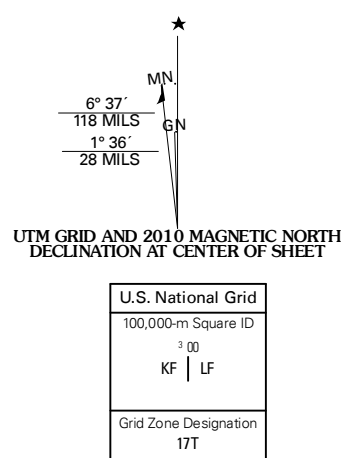 ★
MN
6° 37´
118 MILS
GN
1° 36´
28 MILS
UTM GRID AND 2010 MAGNETIC NORTH
DECLINATION AT CENTER OF SHEET
U.S. National Grid
100,000-m Square ID
3 00
KF LF
Grid Zone Designation
17T